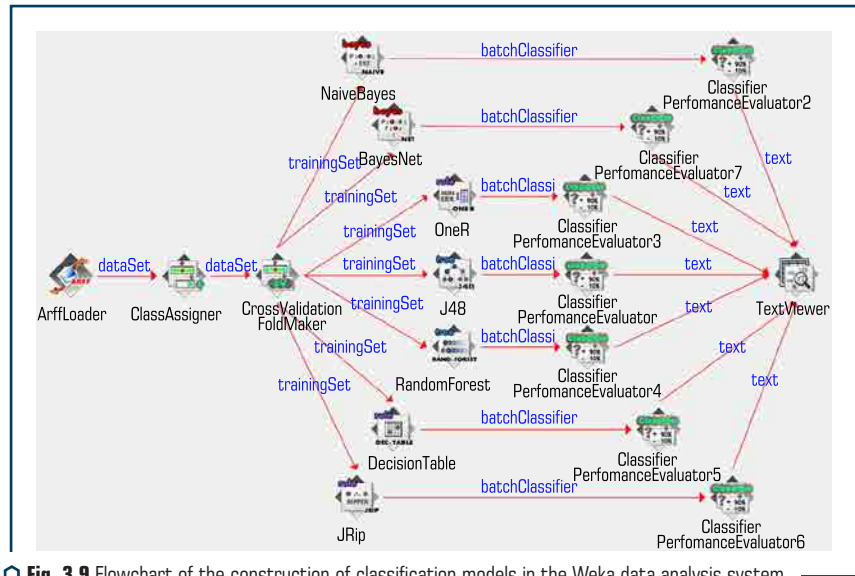 batchClassifier
NaiveBayes
Classifier
PerfomanceEvaluator2
batchClassifier
trainingSet
BayesNet
Classifier
PerfomanceEvaluator7
text
trainingSet
text
batchClassi
trainingSet
OneR
Classifier
PerfomanceEvaluator3
text
dataSet
dataSet
trainingSet
batchClassi
text
ArffLoader
ClassAssigner
CrossValidation
FoldMaker
trainingSet
J48
Classifier
PerfomanceEvaluator
text
TextViewer
batchClassi
trainingSet
text
trainingSet
RandomForest
Classifier
PerfomanceEvaluator4
text
batchClassifier
DecisionTable
Classifier
PerfomanceEvaluator5
batchClassifier
JRip
Classifier
PerfomanceEvaluator6
Fig. 3.9 Flowchart of the construction of classification models in the Weka data analysis system